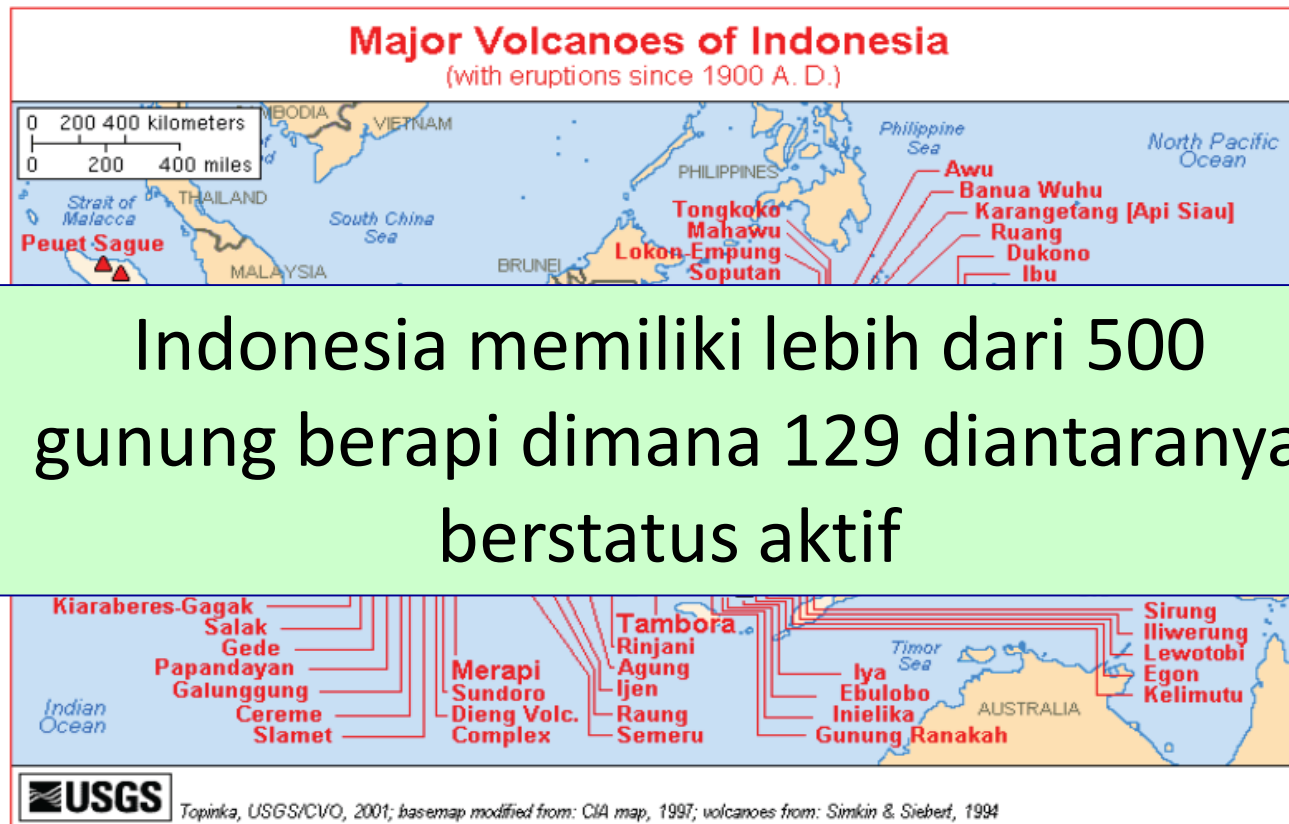 Major Volcanoes of Indonesia
(with eruptions since 1900 A. D.)
0 200 400 kilometers
0 200 400 miles
VIETNAM
Philippine
Sea
North Pacific
Ocean
PHILIPPINES
Awu
Banua Wuhu
Karangetang [Api Siau]
Ruang
Dukono
Ibu
Strait of
Malacca
THAILAND
South China
Sea
Tongkoko
Mahawu
Lokon-Empung
Soputan
Peuet Sague
MALAYSIA
BRUNEI
Indonesia memiliki lebih dari 500
gunung berapi dimana 129 diantaranya
berstatus aktif
Kiaraberes-Gagak
Salak
Gede
Papandayan
Galunggung
Cereme
Slamet
Merapi
Sundoro
Dieng Volc.
Complex
Tambora
Rinjani
Agung
Ijen
Raung
Semeru
Timor
Sea
Iya
Ebulobo
Inielika
Gunung Ranakah
Sirung
Iliwerung
Lewotobi
Egon
Kelimutu
AUSTRALIA
Indian
Ocean
USGS
Topinka, USGS/CVO, 2001; basemap modified from: CIA map, 1997; volcanoes from: Simkin & Siebert, 1994